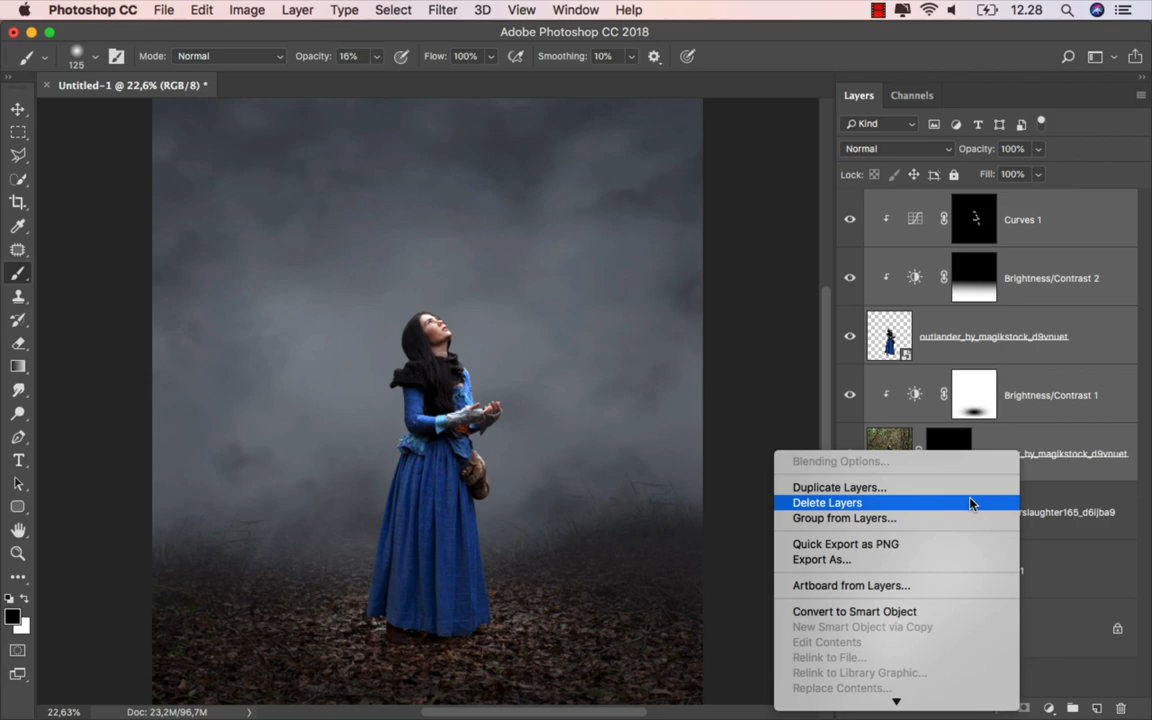 Photoshop CC File Edit Image Layer Type Select Filter 3D View Window Help 12.28
Adobe Photoshop CC 2018
125 Mode: Normal Opacity: 16% Flow: 100% Smoothing: 10%
Untitled-1 @ 22,6% (RGB/8) *
Layers Channels
Kind
Normal Opacity: 100%
Lock: Fill: 100%
Curves 1
Brightness/Contrast 2
outlander_by_magikstock_d9vouet
Brightness/Contrast 1
_by_magikstock_d9vouet
rslaughter165_d6ijba9
1
Blending Options...
Duplicate Layers...
Delete Layers
Group from Layers...
Quick Export as PNG
Export As...
Artboard from Layers...
Convert to Smart Object
New Smart Object via Copy
Edit Contents
Relink to File...
Relink to Library Graphic...
Replace Contents...
22,63% Doc: 23,2M/96,7M